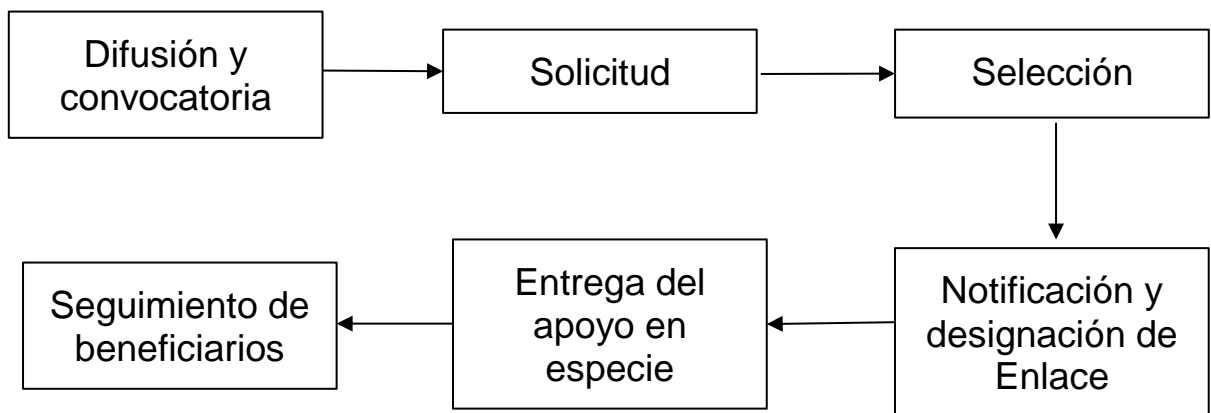 Difusión y
convocatoria
Solicitud
Selección
Notificación y
designación de
Enlace
Entrega del
apoyo en
especie
Seguimiento de
beneficiarios